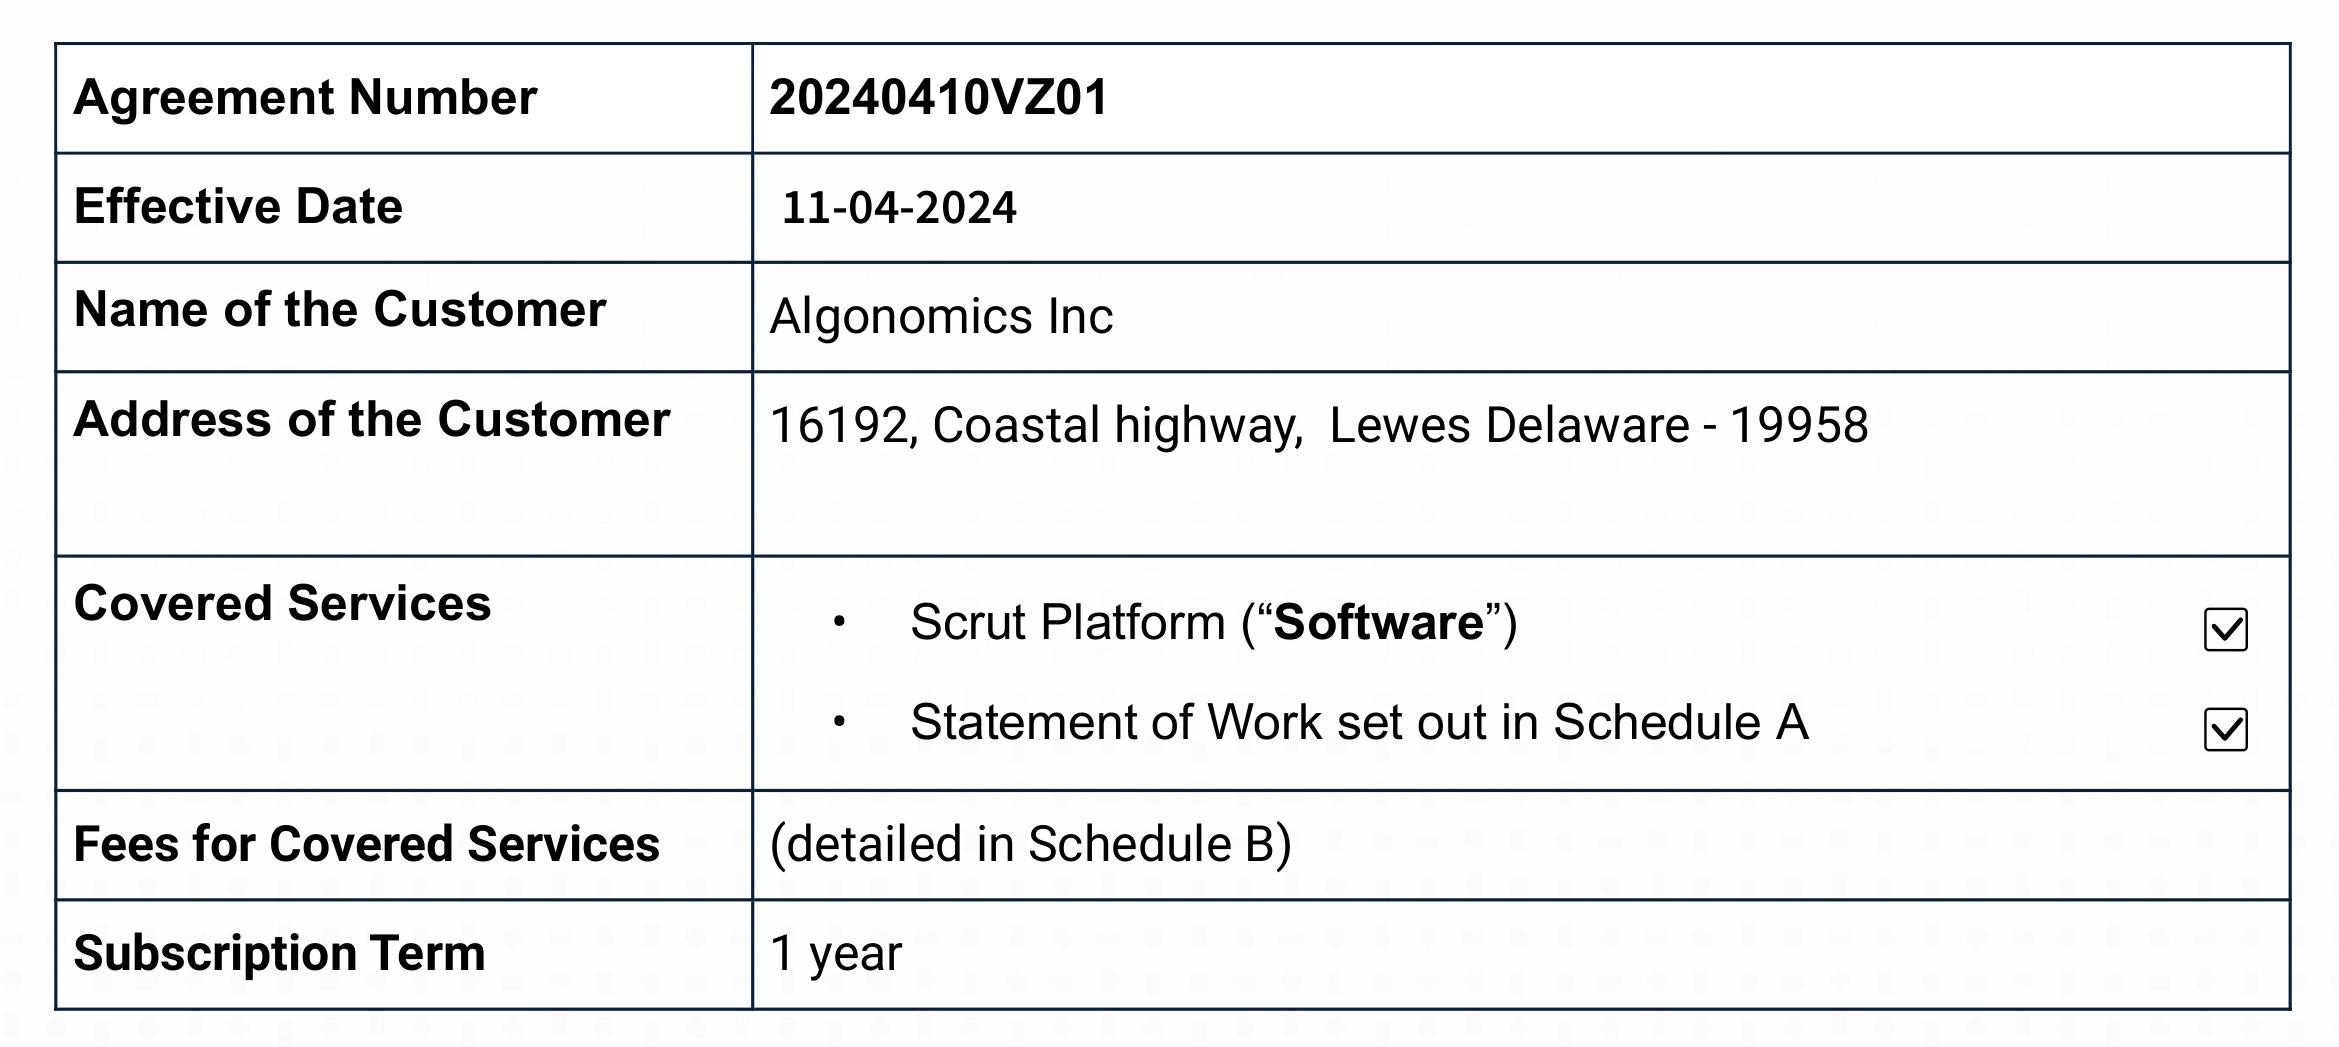 Agreement Number 20240410VZ01
Effective Date 11-04-2024
Name of the Customer Algonomics Inc
Address of the Customer 16192, Coastal highway,  Lewes Delaware - 19958
Covered Services
• Scrut Platform (“Software”) ☑
• Statement of Work set out in Schedule A ☑
Fees for Covered Services (detailed in Schedule B)
Subscription Term 1 year